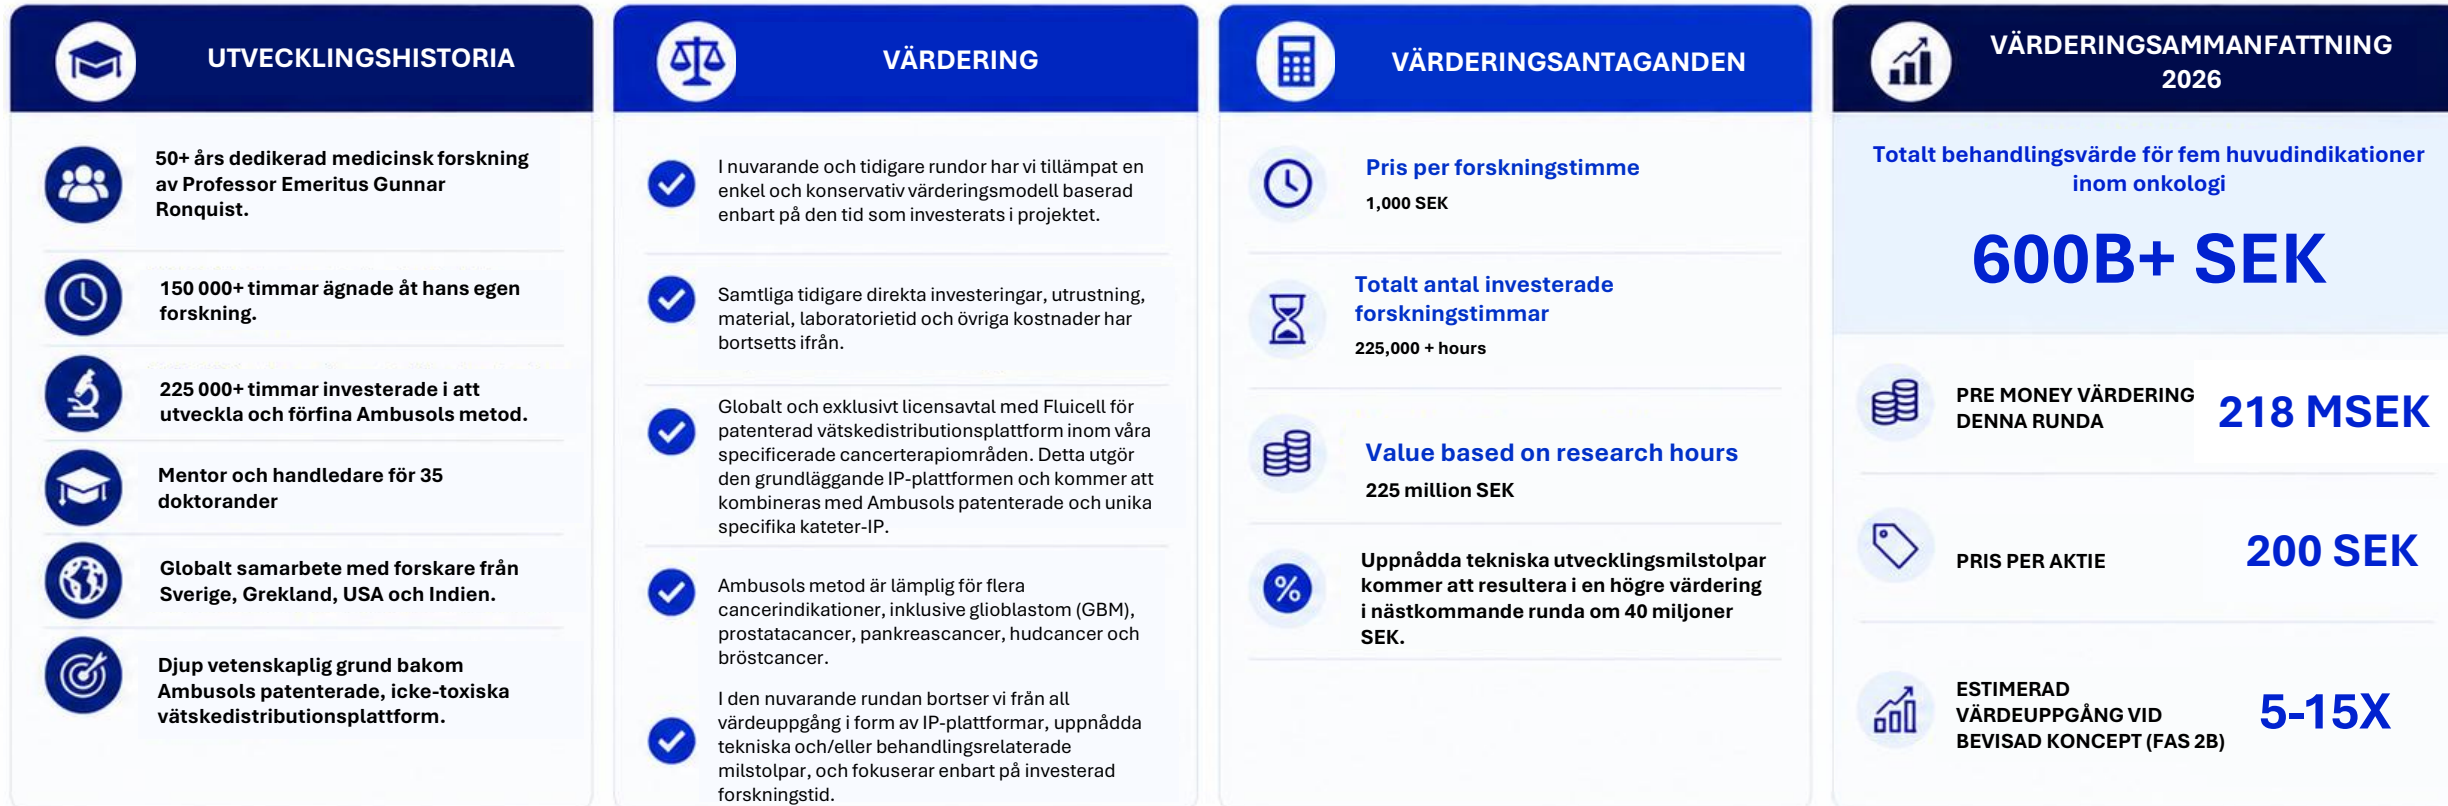 UTVECKLINGSHISTORIA
50+ års dedikerad medicinsk forskning
av Professor Emeritus Gunnar
Ronquist.
150 000+ timmar ägnade åt hans egen
forskning.
225 000+ timmar investerade i att
utveckla och förfina Ambusols metod.
Mentor och handledare för 35
doktorander
Globalt samarbete med forskare från
Sverige, Grekland, USA och Indien.
Djup vetenskaplig grund bakom
Ambusols patenterade, icke-toxiska
vätskedistributionsplattform.
VÄRDERING
I nuvarande och tidigare rundor har vi tillämpat en
enkel och konservativ värderingsmodell baserad
enbart på den tid som investerats i projektet.
Samtliga tidigare direkta investeringar, utrustning,
material, laboratorietid och övriga kostnader har
bortsetts ifrån.
Globalt och exklusivt licensavtal med Fluicell för
patenterad vätskedistributionsplattform inom våra
specificerade cancerterapiområden. Detta utgör
den grundläggande IP-plattformen och kommer att
kombineras med Ambusols patenterade och unika
specifika kateter-IP.
Ambusols metod är lämplig för flera
cancerindikationer, inklusive glioblastom (GBM),
prostatacancer, pankreascancer, hudcancer och
bröstcancer.
I den nuvarande rundan bortser vi från all
värdeuppgång i form av IP-plattformar, uppnådda
tekniska och/eller behandlingsrelaterade
milstolpar, och fokuserar enbart på investerad
forskningstid.
VÄRDERINGSANTAGANDEN
Pris per forskningstimme
1,000 SEK
Totalt antal investerade
forskningstimmar
225,000 + hours
Value based on research hours
225 million SEK
%
Uppnådda tekniska utvecklingsmilstolpar
kommer att resultera i en högre värdering
i nästkommande runda om 40 miljoner
SEK.
VÄRDERINGSAMMANFATTNING
2026
Totalt behandlingsvärde för fem huvudindikationer
inom onkologi
600B+ SEK
PRE MONEY VÄRDERING
DENNA RUNDA
218 MSEK
PRIS PER AKTIE
200 SEK
ESTIMERAD
VÄRDEUPPGÅNG VID
BEVISAD KONCEPT (FAS 2B)
5-15X